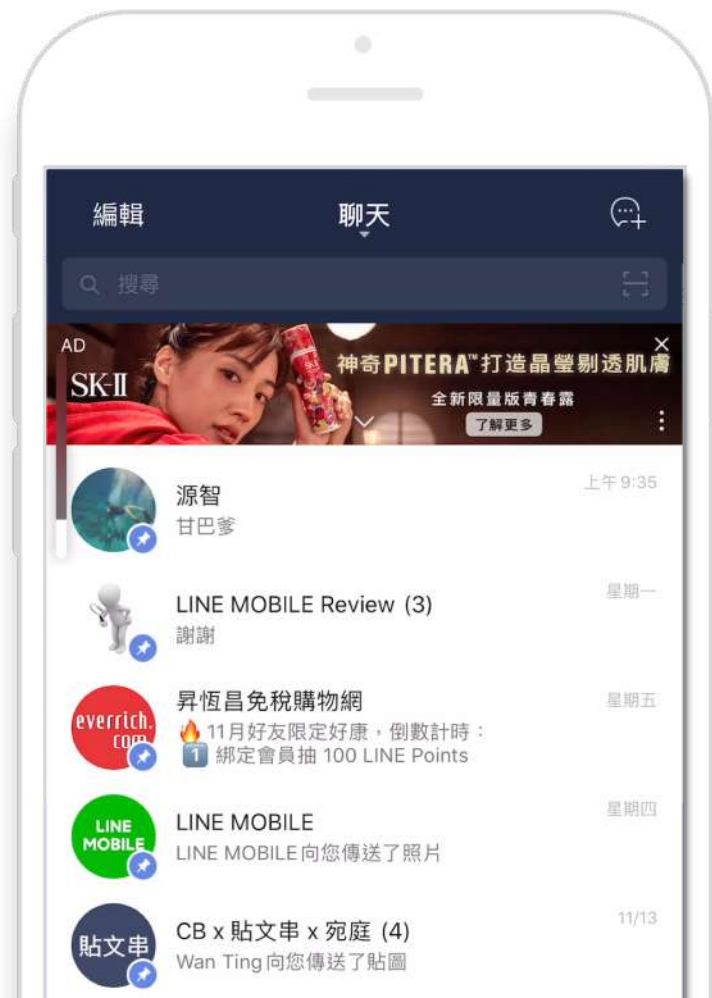 編輯
聊天
搜尋
AD
SK-II
神奇PITERA™打造晶瑩剔透肌膚
全新限量版青春露
了解更多
源智
上午 9:35
甘巴爹
LINE MOBILE Review (3)
星期一
謝謝
everrich.
com
昇恆昌免稅購物網
星期五
🔥11月好友限定好康，倒數計時：
1️⃣ 綁定會員抽 100 LINE Points
LINE
MOBILE
LINE MOBILE
星期四
LINE MOBILE向您傳送了照片
貼文串
CB x 貼文串 x 宛庭 (4)
11/13
Wan Ting向您傳送了貼圖